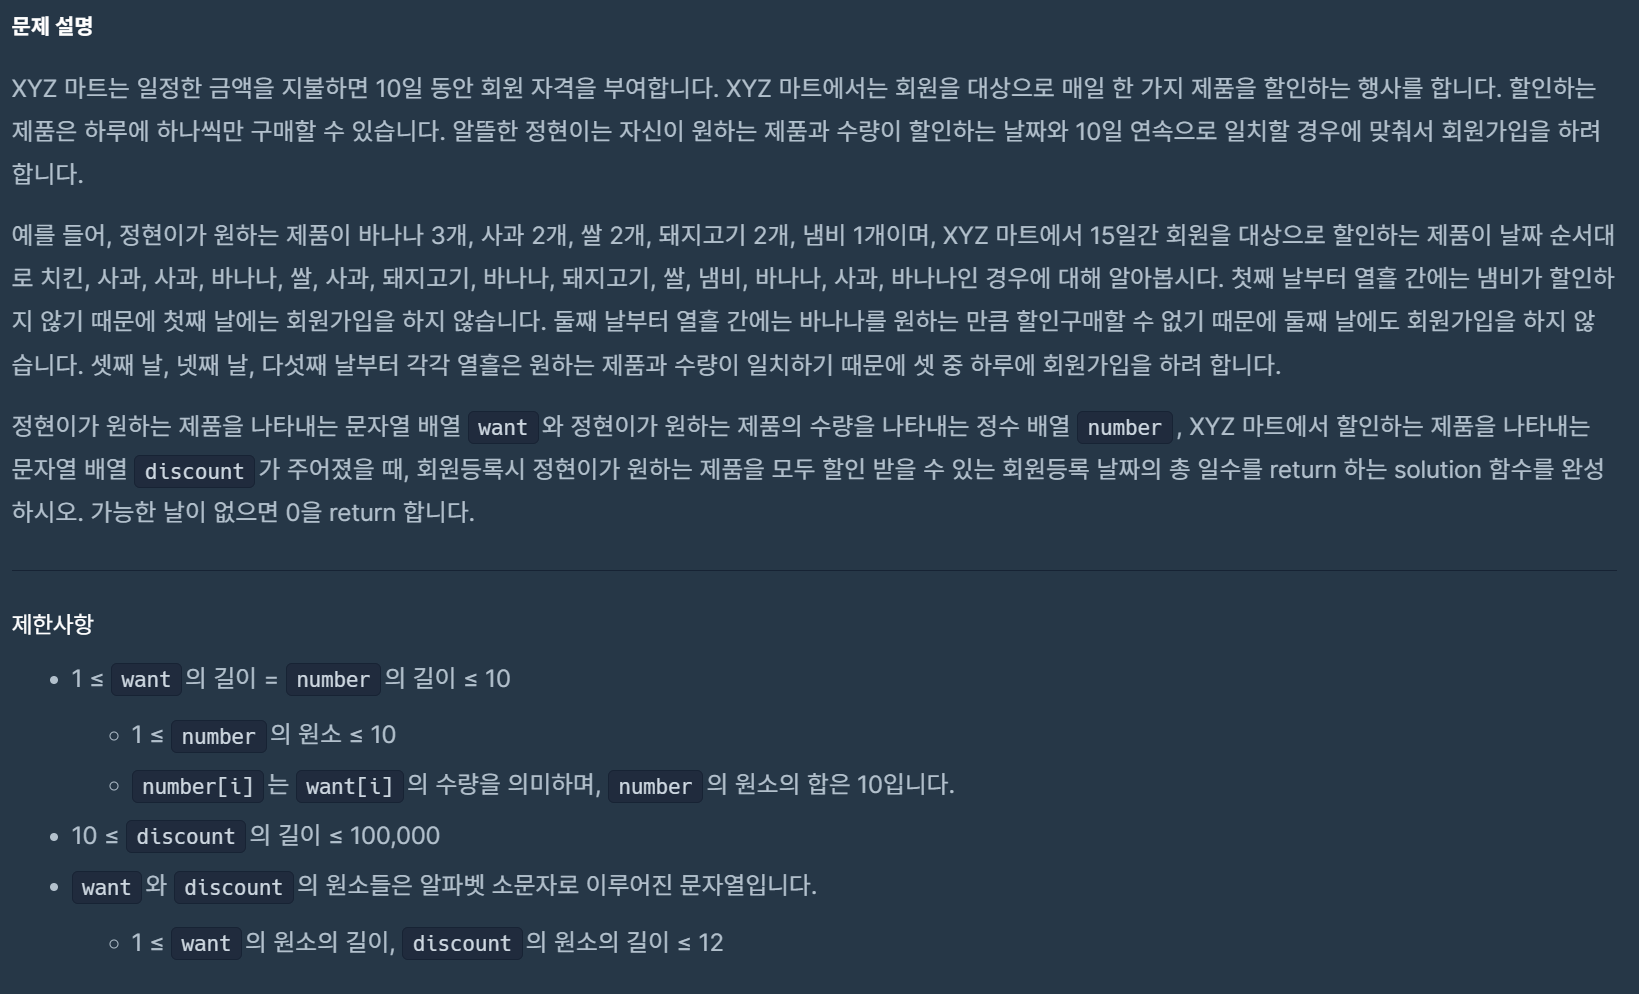 문제 설명
XYZ 마트는 일정한 금액을 지불하면 10일 동안 회원 자격을 부여합니다. XYZ 마트에서는 회원을 대상으로 매일 한 가지 제품을 할인하는 행사를 합니다. 할인하는
제품은 하루에 하나씩만 구매할 수 있습니다. 알뜰한 정현이는 자신이 원하는 제품과 수량이 할인하는 날짜와 10일 연속으로 일치할 경우에 맞춰서 회원가입을 하려
합니다.
예를 들어, 정현이가 원하는 제품이 바나나 3개, 사과 2개, 쌀 2개, 돼지고기 2개, 냄비 1개이며, XYZ 마트에서 15일간 회원을 대상으로 할인하는 제품이 날짜 순서대
로 치킨, 사과, 사과, 바나나, 쌀, 사과, 돼지고기, 바나나, 돼지고기, 쌀, 냄비, 바나나, 사과, 바나나인 경우에 대해 알아봅시다. 첫째 날부터 열흘 간에는 냄비가 할인하
지 않기 때문에 첫째 날에는 회원가입을 하지 않습니다. 둘째 날부터 열흘 간에는 바나나를 원하는 만큼 할인구매할 수 없기 때문에 둘째 날에도 회원가입을 하지 않
습니다. 셋째 날, 넷째 날, 다섯째 날부터 각각 열흘은 원하는 제품과 수량이 일치하기 때문에 셋 중 하루에 회원가입을 하려 합니다.
정현이가 원하는 제품을 나타내는 문자열 배열 want 와 정현이가 원하는 제품의 수량을 나타내는 정수 배열 number , XYZ 마트에서 할인하는 제품을 나타내는
문자열 배열 discount 가 주어졌을 때, 회원등록시 정현이가 원하는 제품을 모두 할인 받을 수 있는 회원등록 날짜의 총 일수를 return 하는 solution 함수를 완성
하시오. 가능한 날이 없으면 0을 return 합니다.
제한사항
• 1 ≤ want 의 길이 = number 의 길이 ≤ 10
◦ 1 ≤ number 의 원소 ≤ 10
◦ number[i] 는 want[i] 의 수량을 의미하며, number 의 원소의 합은 10입니다.
• 10 ≤ discount 의 길이 ≤ 100,000
• want 와 discount 의 원소들은 알파벳 소문자로 이루어진 문자열입니다.
◦ 1 ≤ want 의 원소의 길이, discount 의 원소의 길이 ≤ 12